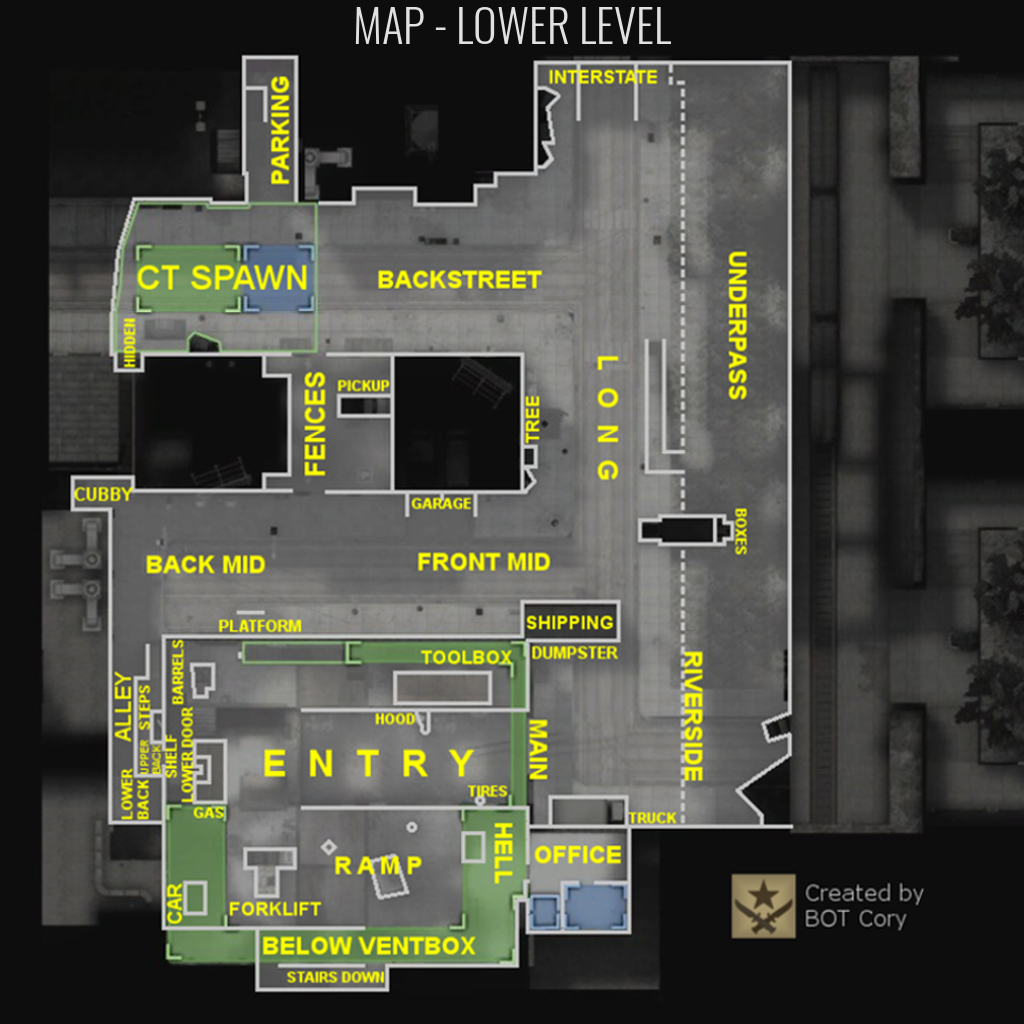 MAP - LOWER LEVEL
INTERSTATE
PARKING
CT SPAWN
BACKSTREET
UNDERPASS
HIDDEN
FENCES
PICKUP
TREE
LONG
CUBBY
GARAGE
BOXES
BACK MID
FRONT MID
PLATFORM
SHIPPING
DUMPSTER
TOOLBOX
BARRELS
ALLEY
STEPS
UPPER
BACK
SHELF
LOWER DOOR
HOOD
ENTRY
MAIN
RIVERSIDE
LOWER
BACK
TIRES
GAS
TRUCK
HELL
OFFICE
RAMP
CAR
FORKLIFT
BELOW VENTBOX
STAIRS DOWN
Created by
BOT Cory